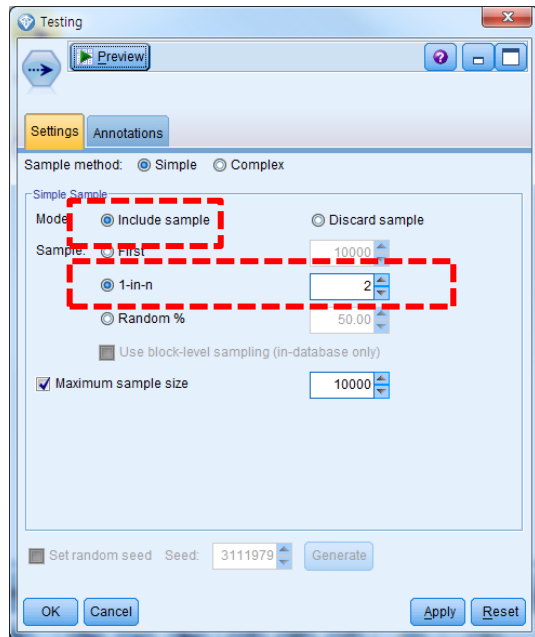 Testing
Preview
Settings Annotations
Sample method: Simple Complex
Simple Sample
Mode: Include sample Discard sample
Sample: First 10000
1-in-n 2
Random % 50.00
Use block-level sampling (in-database only)
Maximum sample size 10000
Set random seed Seed: 3111979 Generate
OK Cancel Apply Reset